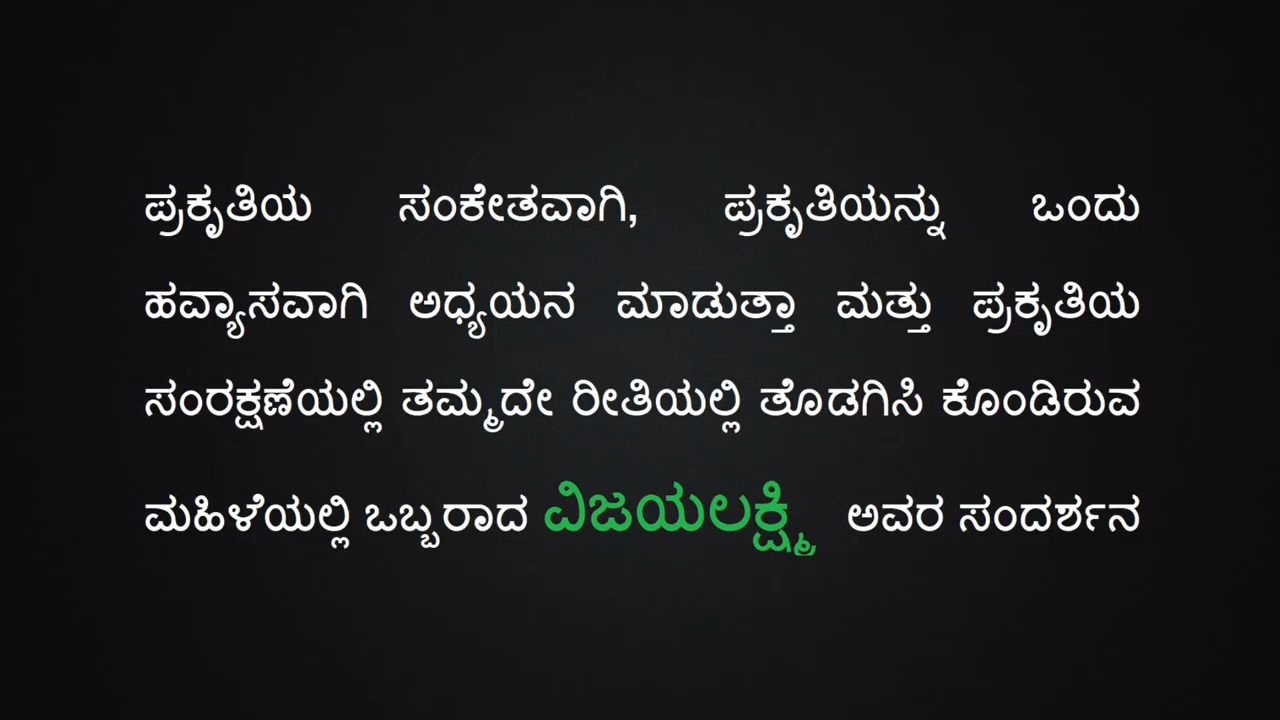 ಪ್ರಕೃತಿಯ ಸಂಕೇತವಾಗಿ, ಪ್ರಕೃತಿಯನ್ನು ಒಂದು
ಹವ್ಯಾಸವಾಗಿ ಅಧ್ಯಯನ ಮಾಡುತ್ತಾ ಮತ್ತು ಪ್ರಕೃತಿಯ
ಸಂರಕ್ಷಣೆಯಲ್ಲಿ ತಮ್ಮದೇ ರೀತಿಯಲ್ಲಿ ತೊಡಗಿಸಿ ಕೊಂಡಿರುವ
ಮಹಿಳೆಯಲ್ಲಿ ಒಬ್ಬರಾದ ವಿಜಯಲಕ್ಷ್ಮಿ ಅವರ ಸಂದರ್ಶನ